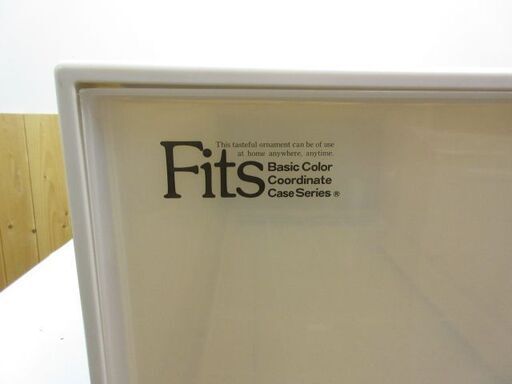 This tasteful ornament can be of use
at home anywhere, anytime.
Fits
Basic Color
Coordinate
Case Series ®